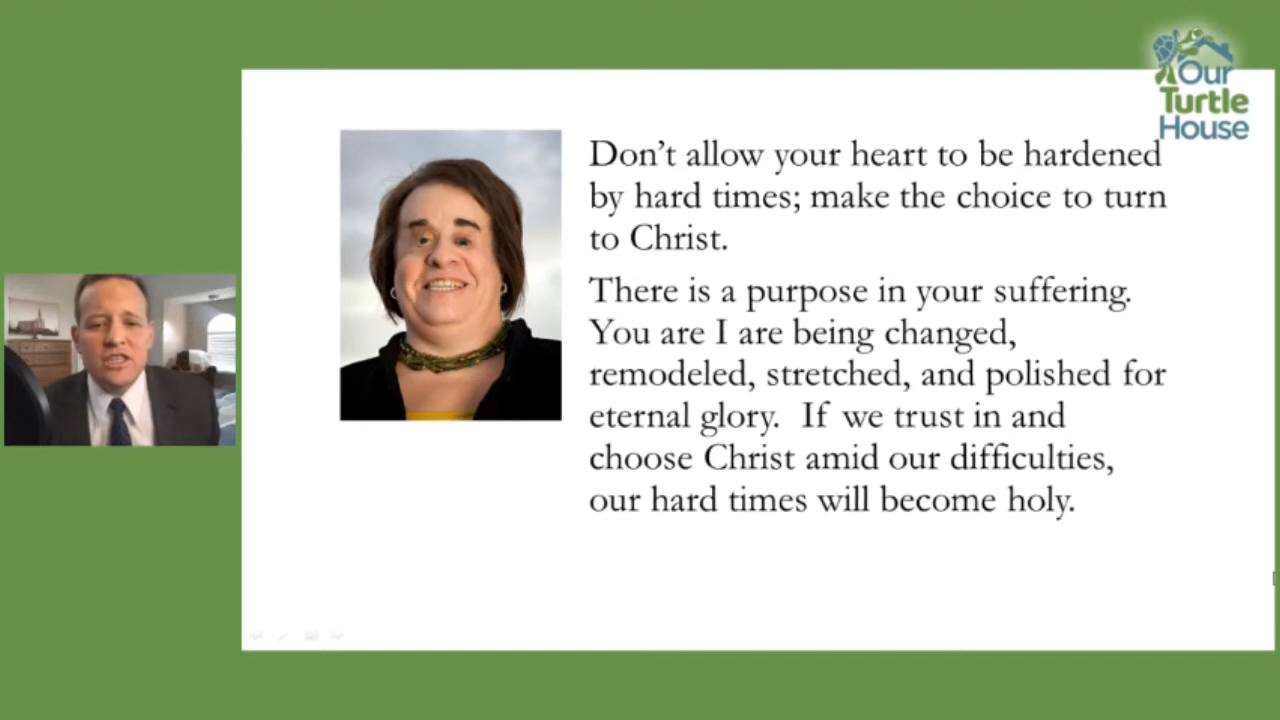 Our
Turtle
House
Don't allow your heart to be hardened
by hard times; make the choice to turn
to Christ.
There is a purpose in your suffering.
You are I are being changed,
remodeled, stretched, and polished for
eternal glory.  If we trust in and
choose Christ amid our difficulties,
our hard times will become holy.